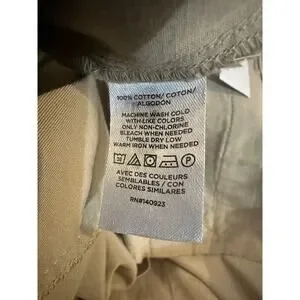 100% COTTON/ COTON/
ALGODÓN
MACHINE WASH COLD
WITH LIKE COLORS
ONLY NON-CHLORINE
BLEACH WHEN NEEDED
TUMBLE DRY LOW
WARM IRON WHEN NEEDED
AVEC DES COULEURS
SEMBLABLES / CON
COLORES SIMILARES
RN#140923